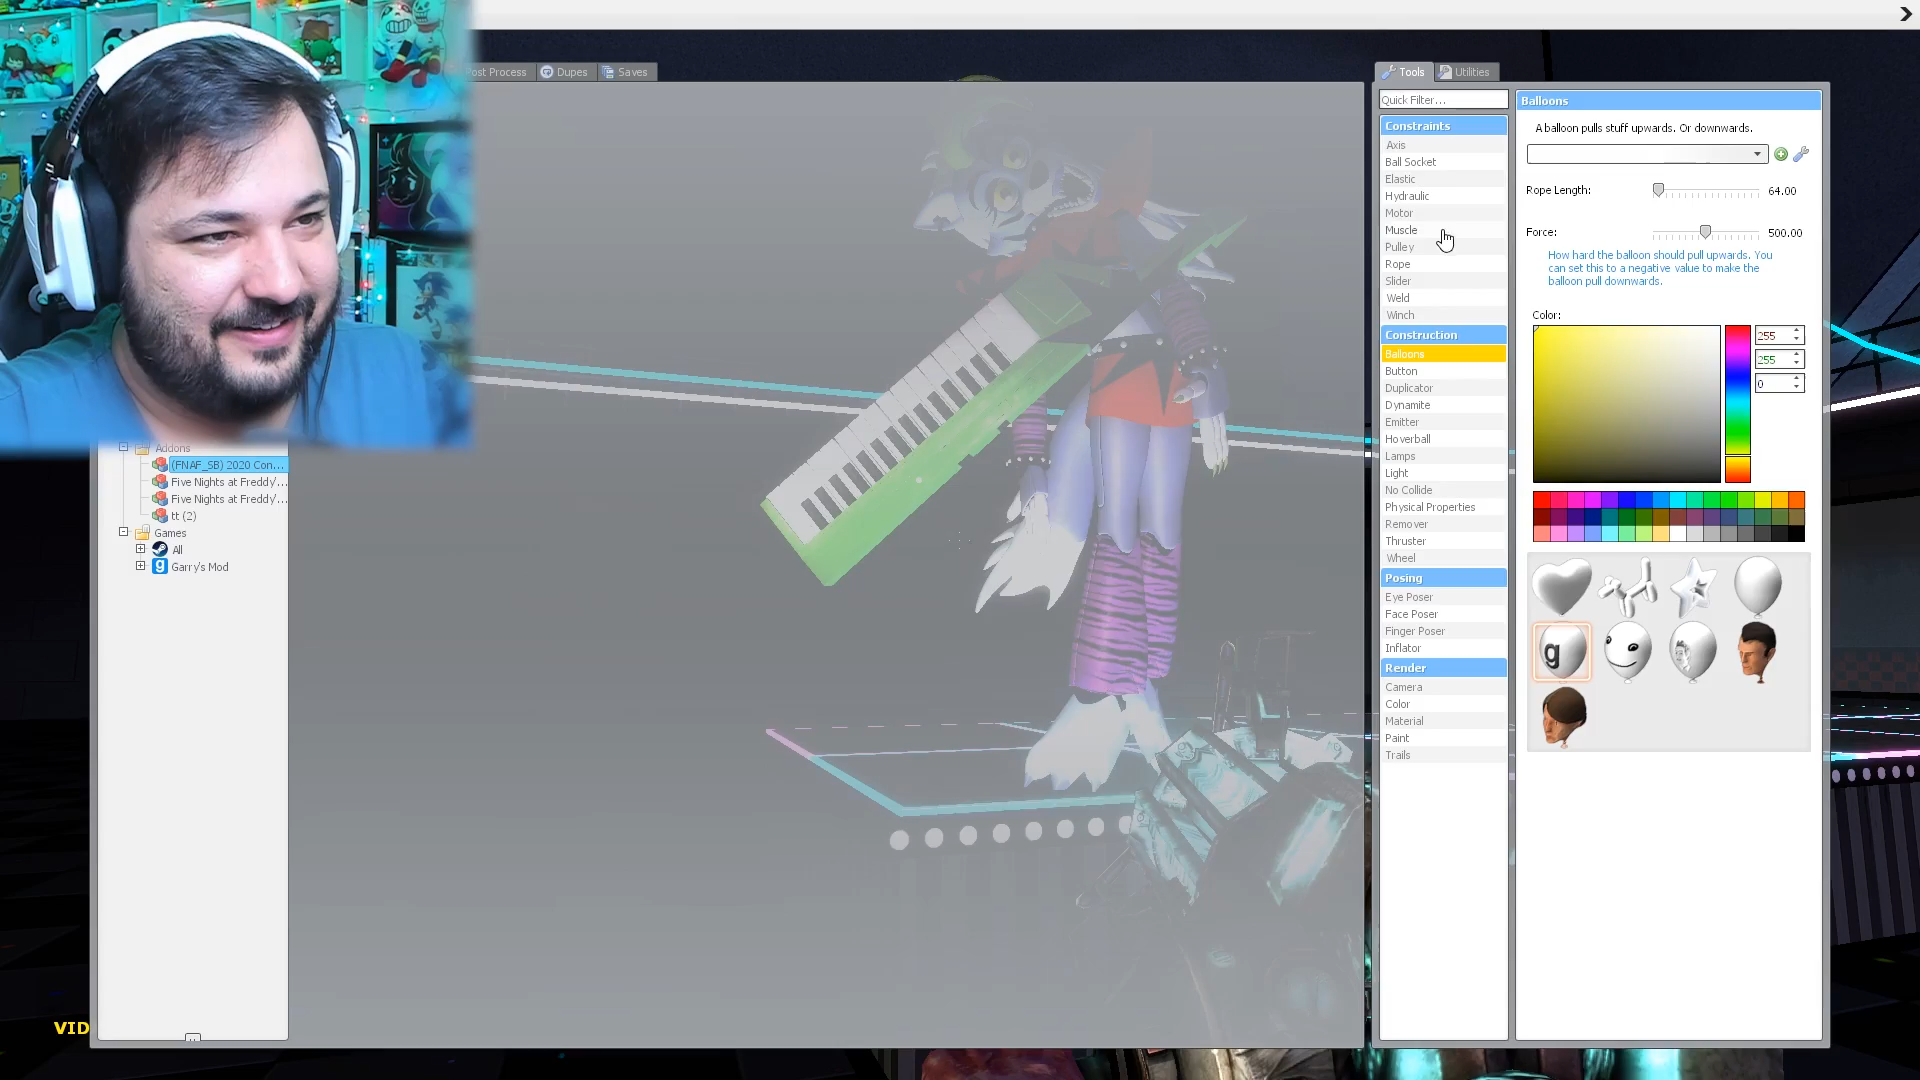 Post Process
Dupes
Saves
Tools
Utilities
Addons
(FNAF_SB) 2020 Con...
Five Nights at Freddy'...
Five Nights at Freddy'...
tt (2)
Games
All
Garry's Mod
VID
Quick Filter...
Constraints
Axis
Ball Socket
Elastic
Hydraulic
Motor
Muscle
Pulley
Rope
Slider
Weld
Winch
Construction
Balloons
Button
Duplicator
Dynamite
Emitter
Hoverball
Lamps
Light
No Collide
Physical Properties
Remover
Thruster
Wheel
Posing
Eye Poser
Face Poser
Finger Poser
Inflator
Render
Camera
Color
Material
Paint
Trails
Balloons
A balloon pulls stuff upwards. Or downwards.
Rope Length: 64.00
Force: 500.00
How hard the balloon should pull upwards. You
can set this to a negative value to make the
balloon pull downwards.
Color:
255
255
0
g